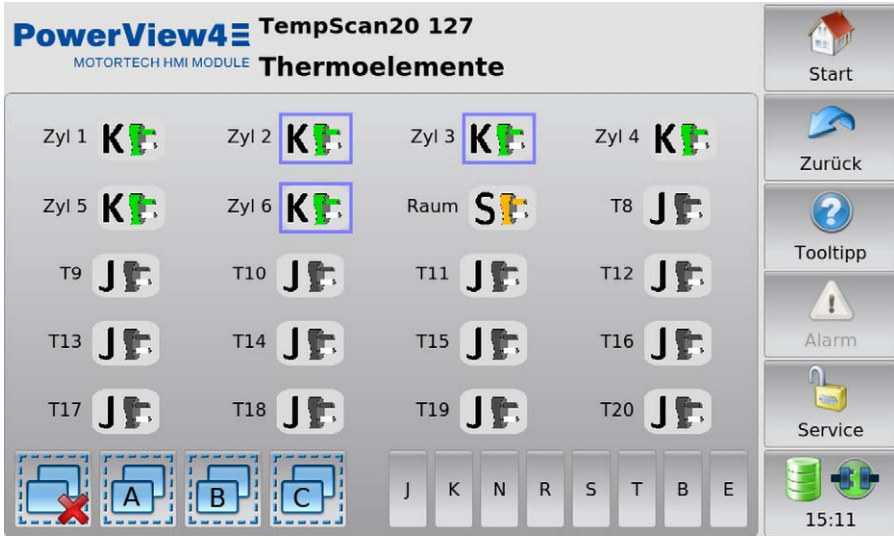 PowerView4
MOTORTECH HMI MODULE
TempScan20 127
Thermoelemente
Zyl 1 K
Zyl 2 K
Zyl 3 K
Zyl 4 K
Zyl 5 K
Zyl 6 K
Raum S
T8 J
T9 J
T10 J
T11 J
T12 J
T13 J
T14 J
T15 J
T16 J
T17 J
T18 J
T19 J
T20 J
A
B
C
J K N R S T B E
Start
Zurück
Tooltipp
Alarm
Service
15:11